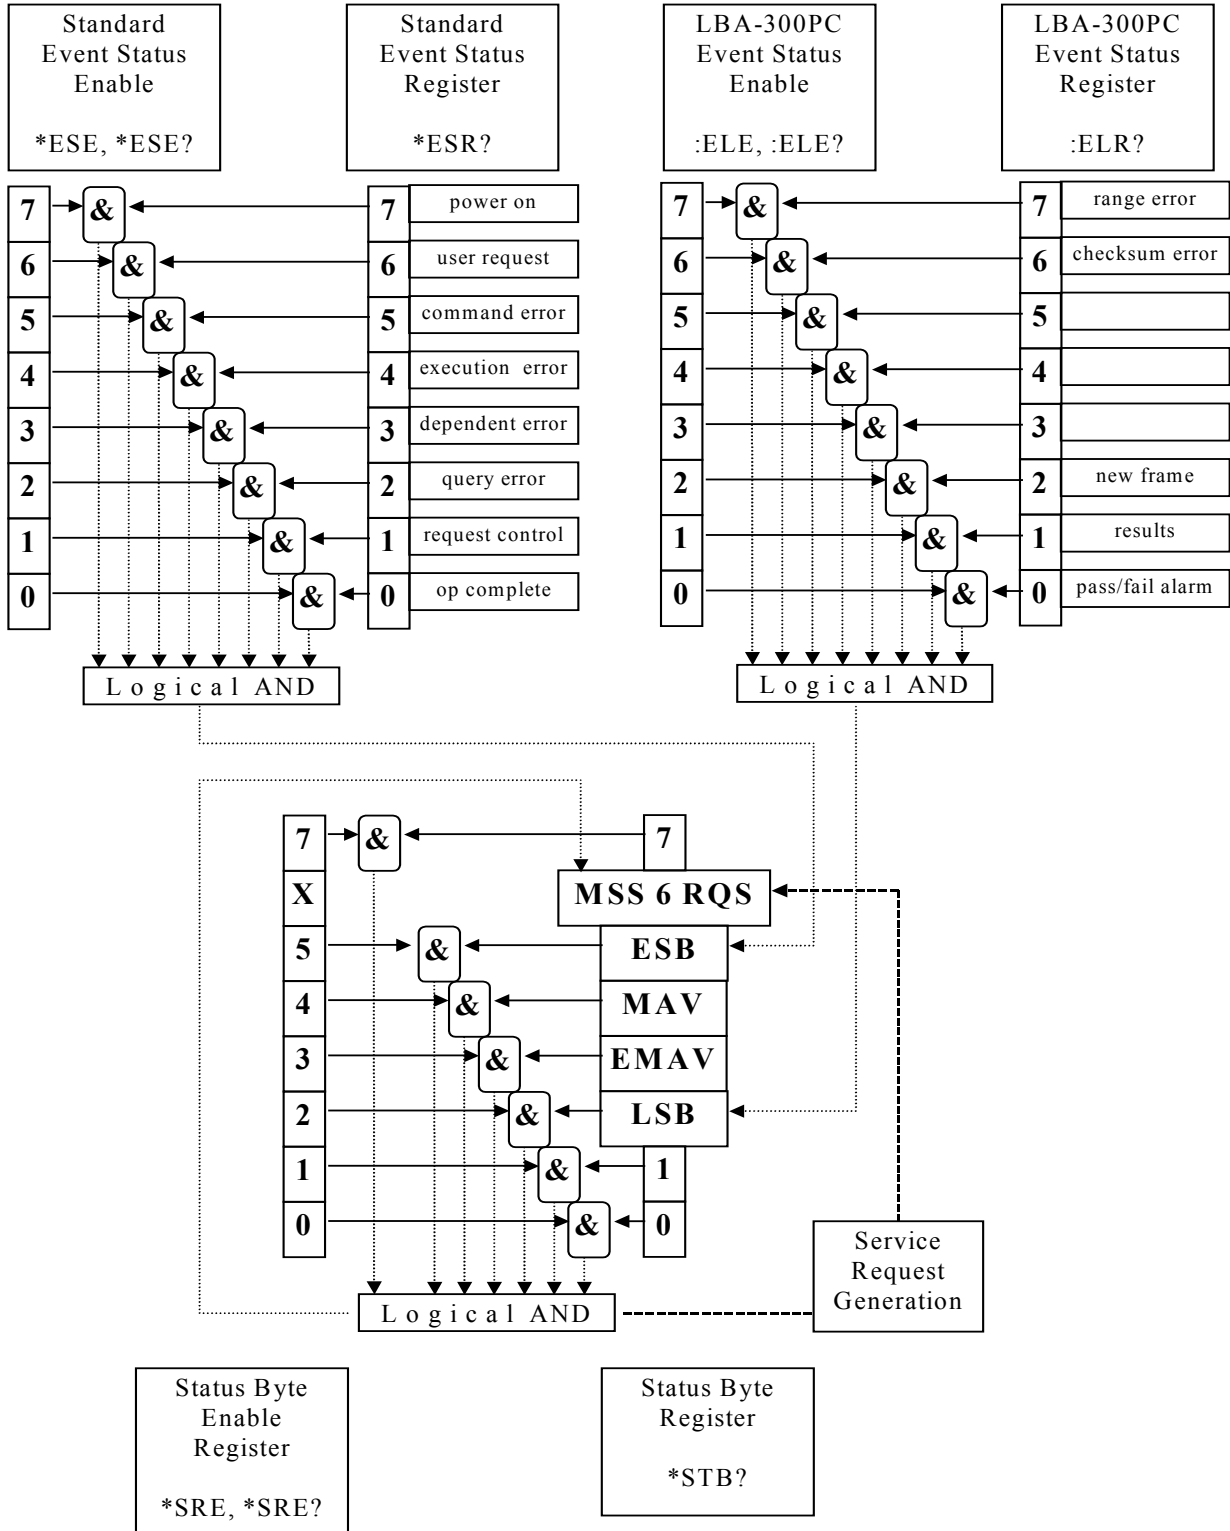 Standard
Event Status
Enable
*ESE, *ESE?
Standard
Event Status
Register
*ESR?
LBA-300PC
Event Status
Enable
:ELE, :ELE?
LBA-300PC
Event Status
Register
:ELR?
7 & 7 power on
6 & 6 user request
5 & 5 command error
4 & 4 execution error
3 & 3 dependent error
2 & 2 query error
1 & 1 request control
0 & 0 op complete
Logical AND
7 & 7 range error
6 & 6 checksum error
5 & 5
4 & 4
3 & 3
2 & 2 new frame
1 & 1 results
0 & 0 pass/fail alarm
Logical AND
7 & 7
X MSS 6 RQS
5 & ESB
4 & MAV
3 & EMAV
2 & LSB
1 & 1
0 & 0
Logical AND
Service
Request
Generation
Status Byte
Enable
Register
*SRE, *SRE?
Status Byte
Register
*STB?